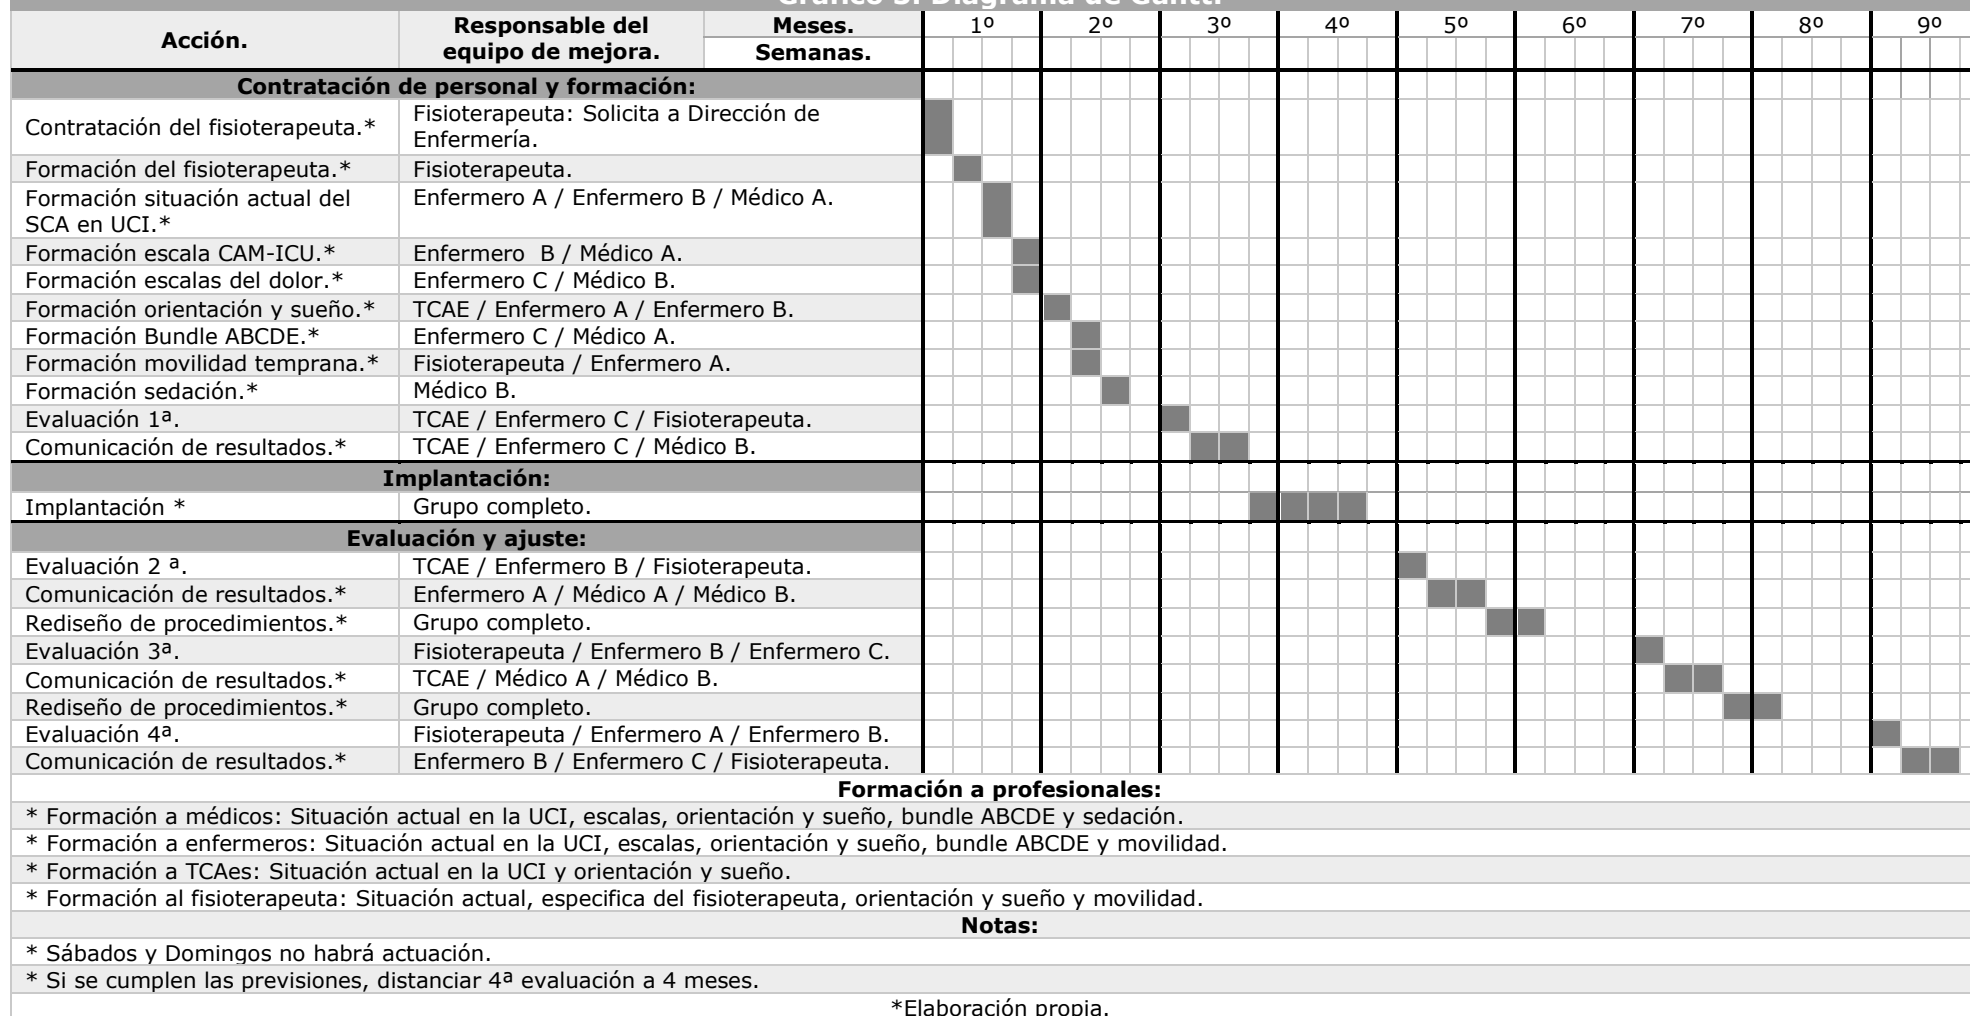 Gráfico 3. Diagrama de Gantt.
Acción.
Responsable del
equipo de mejora.
Meses.
Semanas.
1º 2º 3º 4º 5º 6º 7º 8º 9º
Contratación de personal y formación:
Contratación del fisioterapeuta.*
Fisioterapeuta: Solicita a Dirección de
Enfermería.
Formación del fisioterapeuta.* Fisioterapeuta.
Formación situación actual del
SCA en UCI.*
Enfermero A / Enfermero B / Médico A.
Formación escala CAM-ICU.* Enfermero  B / Médico A.
Formación escalas del dolor.* Enfermero C / Médico B.
Formación orientación y sueño.* TCAE / Enfermero A / Enfermero B.
Formación Bundle ABCDE.* Enfermero C / Médico A.
Formación movilidad temprana.* Fisioterapeuta / Enfermero A.
Formación sedación.* Médico B.
Evaluación 1ª. TCAE / Enfermero C / Fisioterapeuta.
Comunicación de resultados.* TCAE / Enfermero C / Médico B.
Implantación:
Implantación * Grupo completo.
Evaluación y ajuste:
Evaluación 2 ª. TCAE / Enfermero B / Fisioterapeuta.
Comunicación de resultados.* Enfermero A / Médico A / Médico B.
Rediseño de procedimientos.* Grupo completo.
Evaluación 3ª. Fisioterapeuta / Enfermero B / Enfermero C.
Comunicación de resultados.* TCAE / Médico A / Médico B.
Rediseño de procedimientos.* Grupo completo.
Evaluación 4ª. Fisioterapeuta / Enfermero A / Enfermero B.
Comunicación de resultados.* Enfermero B / Enfermero C / Fisioterapeuta.
Formación a profesionales:
* Formación a médicos: Situación actual en la UCI, escalas, orientación y sueño, bundle ABCDE y sedación.
* Formación a enfermeros: Situación actual en la UCI, escalas, orientación y sueño, bundle ABCDE y movilidad.
* Formación a TCAes: Situación actual en la UCI y orientación y sueño.
* Formación al fisioterapeuta: Situación actual, especifica del fisioterapeuta, orientación y sueño y movilidad.
Notas:
* Sábados y Domingos no habrá actuación.
* Si se cumplen las previsiones, distanciar 4ª evaluación a 4 meses.
*Elaboración propia.